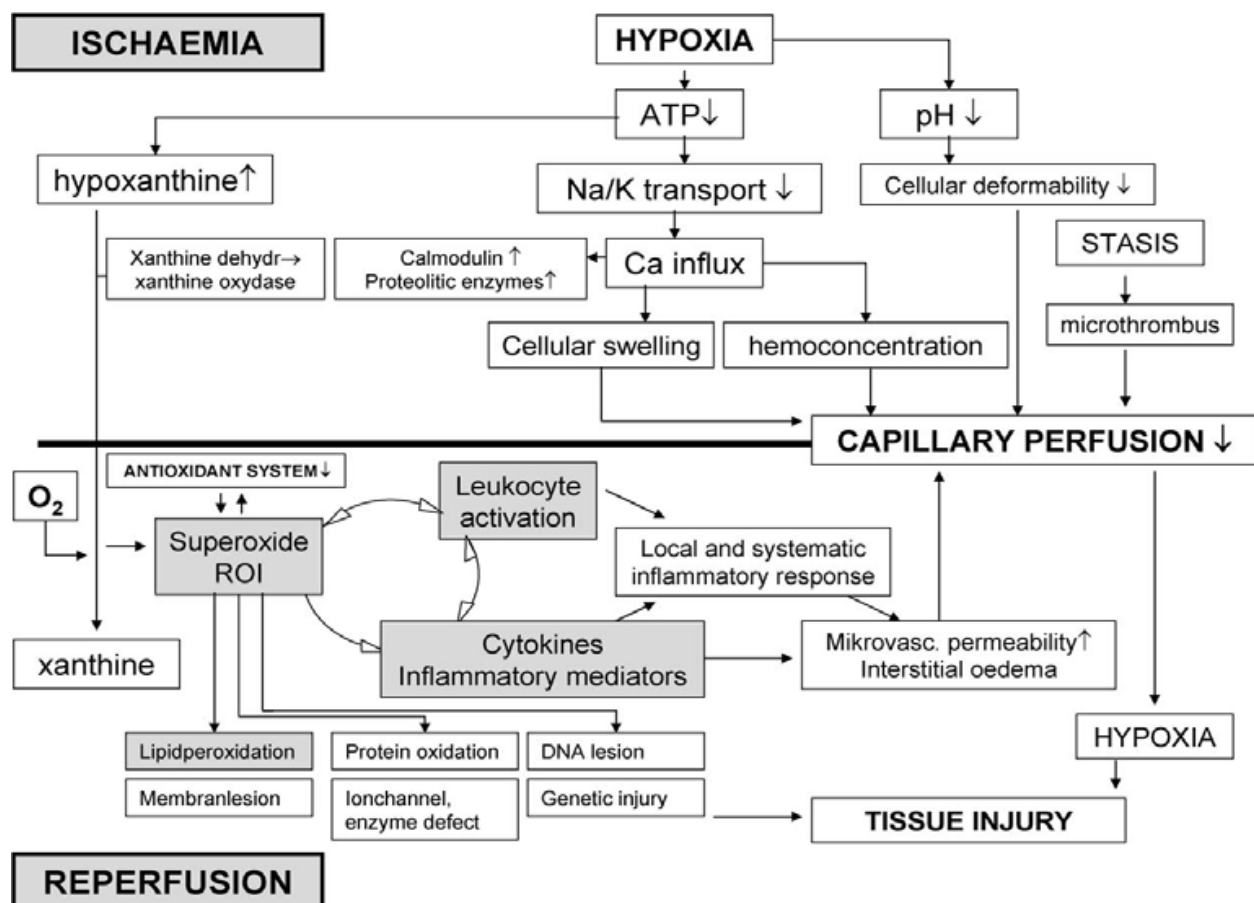 ISCHAEMIA
HYPOXIA
ATP↓
pH ↓
hypoxanthine↑
Na/K transport ↓
Cellular deformability ↓
Xanthine dehydr→
xanthine oxydase
Calmodulin ↑
Proteolitic enzymes↑
Ca influx
STASIS
Cellular swelling
hemoconcentration
microthrombus
CAPILLARY PERFUSION ↓
ANTIOXIDANT SYSTEM↓
O₂
Leukocyte
activation
Superoxide
ROI
Local and systematic
inflammatory response
xanthine
Cytokines
Inflammatory mediators
Mikrovasc. permeability↑
Interstitial oedema
Lipidperoxidation
Protein oxidation
DNA lesion
HYPOXIA
Membranlesion
Ionchannel,
enzyme defect
Genetic injury
TISSUE INJURY
REPERFUSION